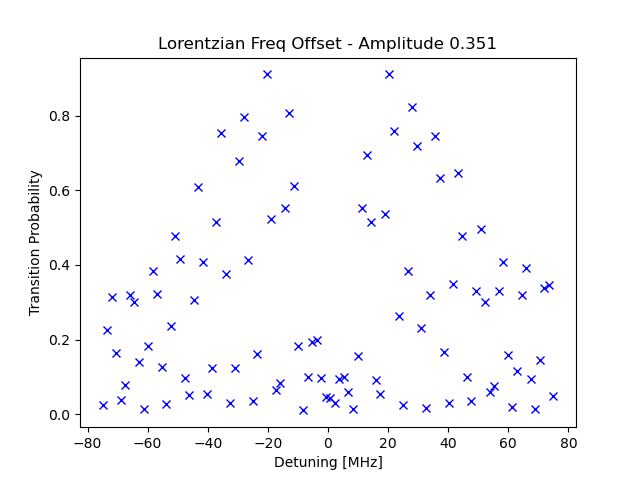 Lorentzian Freq Offset - Amplitude 0.351
Transition Probability
0.8
0.6
0.4
0.2
0.0
−80 −60 −40 −20 0 20 40 60 80
Detuning [MHz]